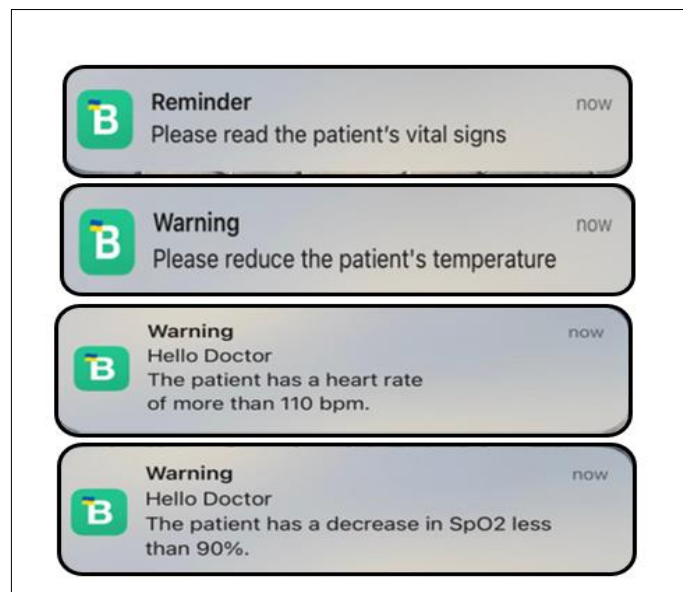 Reminder now
Please read the patient's vital signs
Warning now
Please reduce the patient's temperature
Warning now
Hello Doctor
The patient has a heart rate
of more than 110 bpm.
Warning now
Hello Doctor
The patient has a decrease in SpO2 less
than 90%.
B
B
B
B